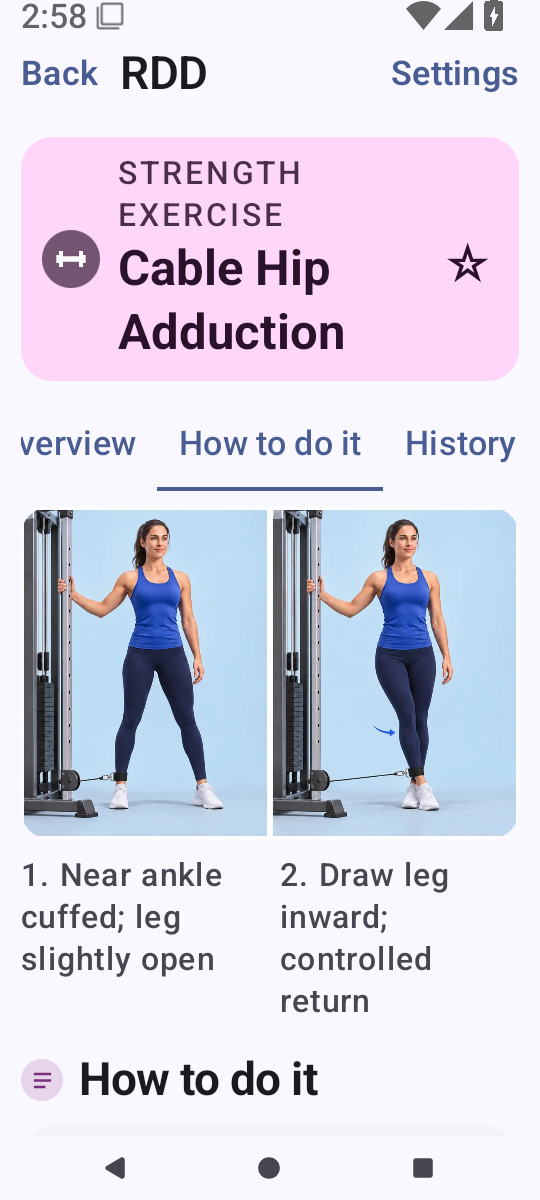 2:58
Back RDD Settings
STRENGTH
EXERCISE
Cable Hip
Adduction
verview How to do it History
1. Near ankle
cuffed; leg
slightly open
2. Draw leg
inward;
controlled
return
How to do it